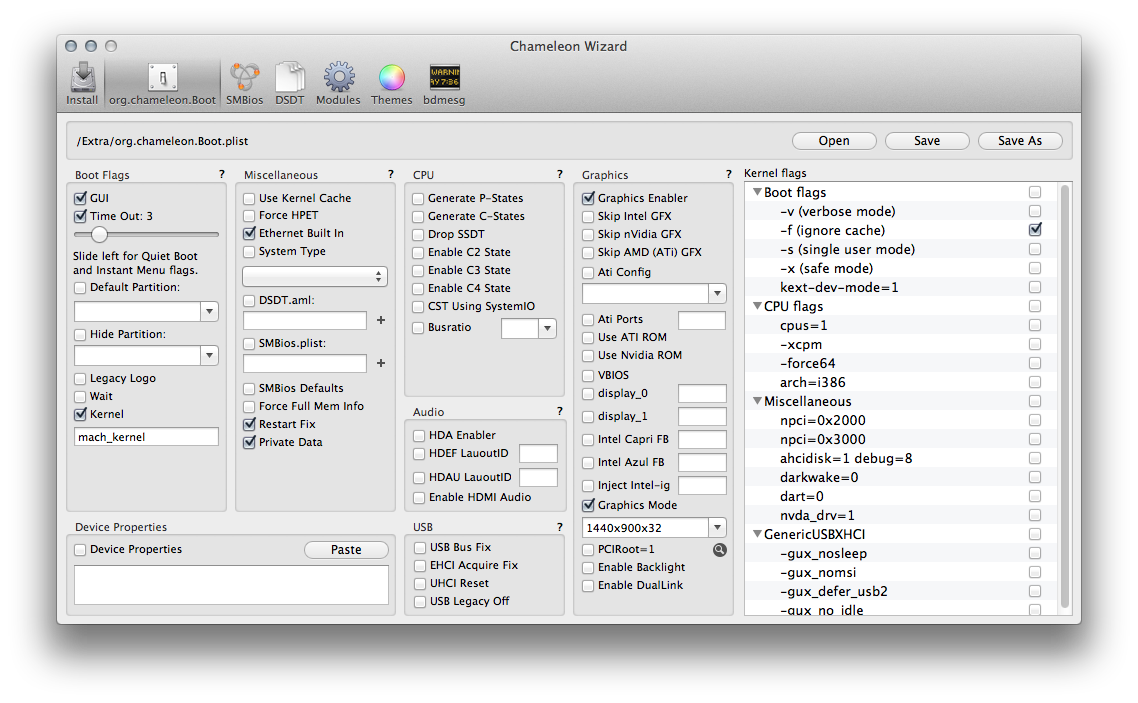 Chameleon Wizard
Install
org.chameleon.Boot
SMBios
DSDT
Modules
Themes
bdmesg
WARNIN
AY 7:36
/Extra/org.chameleon.Boot.plist
Open
Save
Save As
Boot Flags
?
GUI
Time Out: 3
Slide left for Quiet Boot
and Instant Menu flags.
Default Partition:
Hide Partition:
Legacy Logo
Wait
Kernel
mach_kernel
Miscellaneous
?
Use Kernel Cache
Force HPET
Ethernet Built In
System Type
DSDT.aml:
+
SMBios.plist:
+
SMBios Defaults
Force Full Mem Info
Restart Fix
Private Data
Device Properties
Device Properties
Paste
CPU
?
Generate P-States
Generate C-States
Drop SSDT
Enable C2 State
Enable C3 State
Enable C4 State
CST Using SystemIO
Busratio
Audio
?
HDA Enabler
HDEF LauoutID
HDAU LauoutID
Enable HDMI Audio
USB
?
USB Bus Fix
EHCI Acquire Fix
UHCI Reset
USB Legacy Off
Graphics
?
Graphics Enabler
Skip Intel GFX
Skip nVidia GFX
Skip AMD (ATi) GFX
Ati Config
Ati Ports
Use ATI ROM
Use Nvidia ROM
VBIOS
display_0
display_1
Intel Capri FB
Intel Azul FB
Inject Intel-ig
Graphics Mode
1440x900x32
PCIRoot=1
Enable Backlight
Enable DualLink
Kernel flags
Boot flags
-v (verbose mode)
-f (ignore cache)
-s (single user mode)
-x (safe mode)
kext-dev-mode=1
CPU flags
cpus=1
-xcpm
-force64
arch=i386
Miscellaneous
npci=0x2000
npci=0x3000
ahcidisk=1 debug=8
darkwake=0
dart=0
nvda_drv=1
GenericUSBXHCI
-gux_nosleep
-gux_nomsi
-gux_defer_usb2
-gux_no_idle